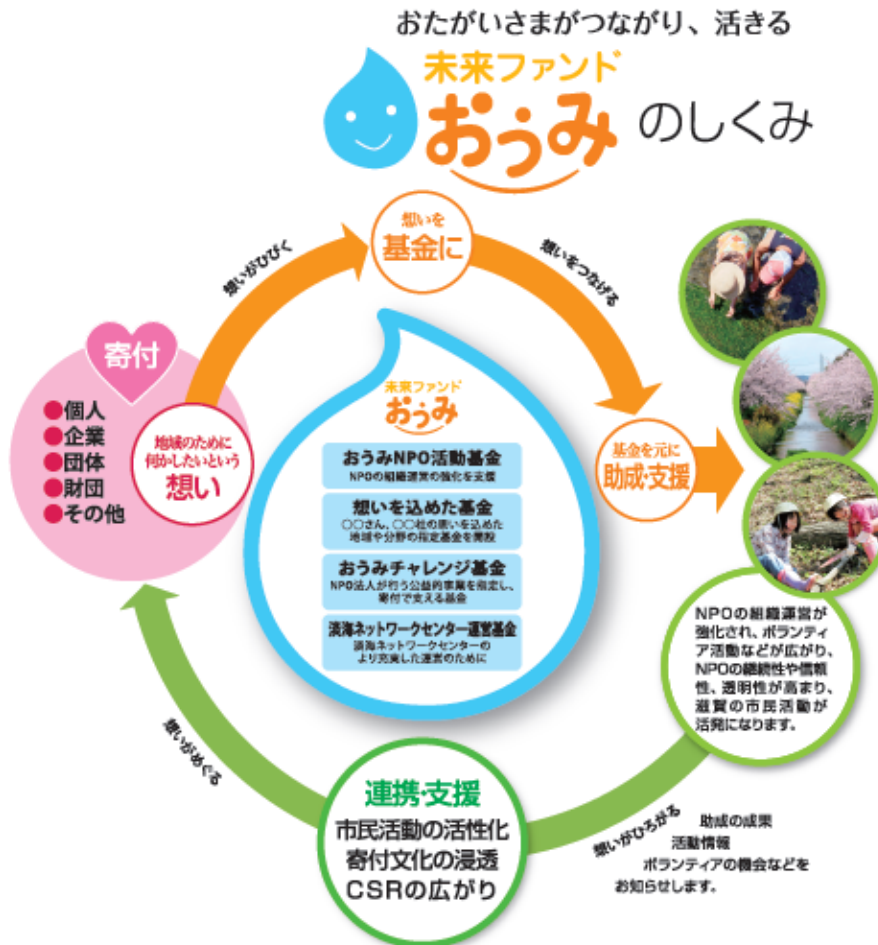 おたがいさまがつながり、活きる
未来ファンド
おうみ のしくみ
想いを
基金に
想いがひびく
想いをつなげる
寄付
●個人
●企業
●団体
●財団
●その他
地域のために
何かしたいという
想い
未来ファンド
おうみ
おうみNPO活動基金
NPOの組織運営の強化を支援
想いを込めた基金
○○さん、○○社の思いを込めた
地域や分野の指定基金を開設
おうみチャレンジ基金
NPO法人が行う公益的事業を指定し、
寄付で支える基金
淡海ネットワークセンター運営基金
淡海ネットワークセンターの
より充実した運営のために
基金を元に
助成・支援
NPOの組織運営が
強化され、ボランティ
ア活動などが広がり、
NPOの継続性や信頼
性、透明性が高まり、
滋賀の市民活動が
活発になります。
想いがひろがる
助成の成果
活動情報
ボランティアの機会などを
お知らせします。
連携・支援
市民活動の活性化
寄付文化の浸透
CSRの広がり
想いがめぐる